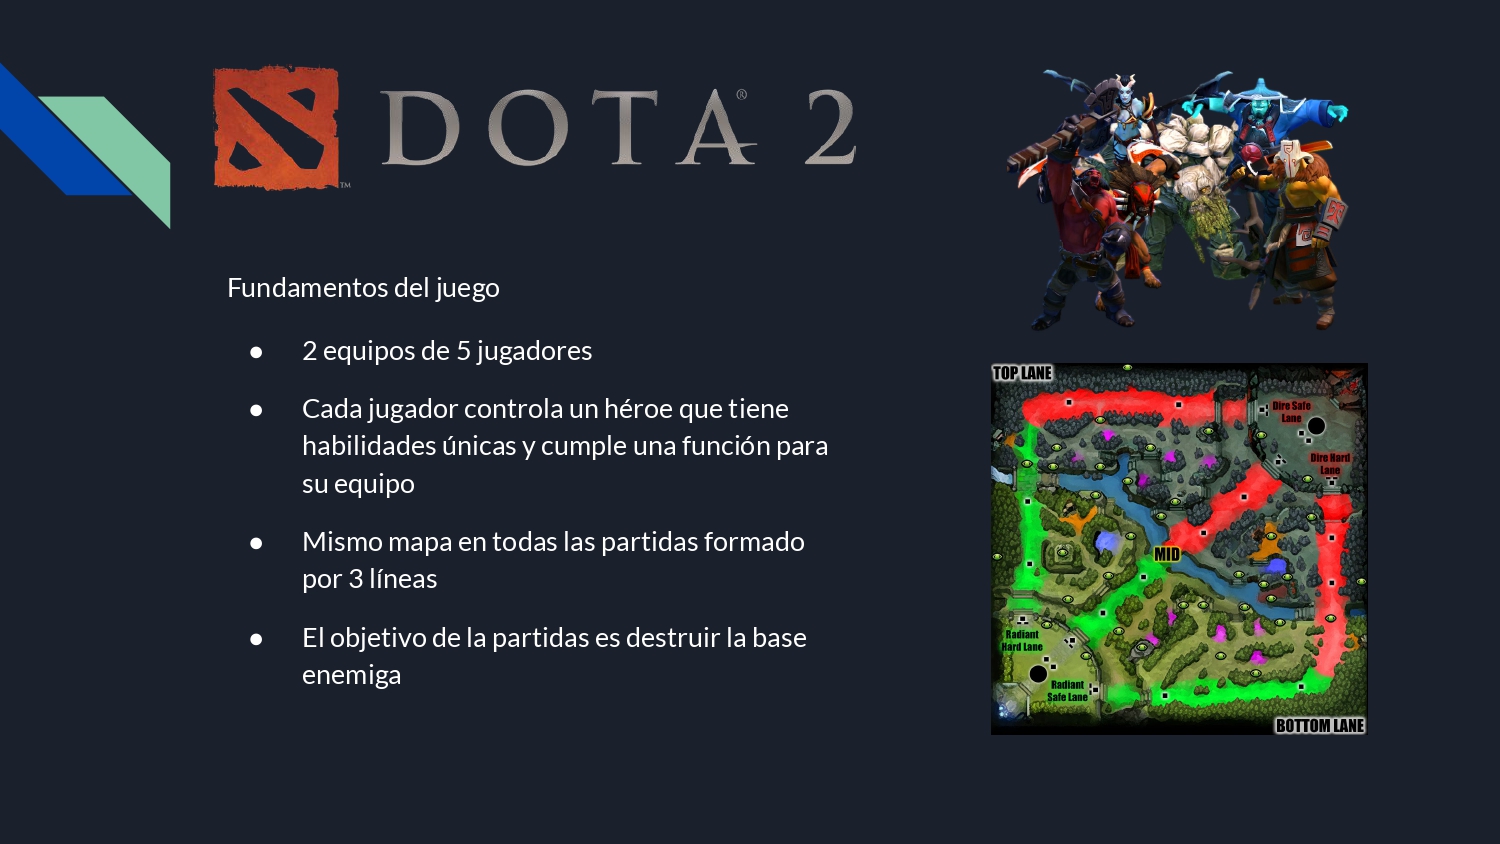 DOTA® 2
™
Fundamentos del juego
● 2 equipos de 5 jugadores
● Cada jugador controla un héroe que tiene
habilidades únicas y cumple una función para
su equipo
● Mismo mapa en todas las partidas formado
por 3 líneas
● El objetivo de la partidas es destruir la base
enemiga
TOP LANE
Dire Safe
Lane
Dire Hard
Lane
MID
Radiant
Hard Lane
Radiant
Safe Lane
BOTTOM LANE